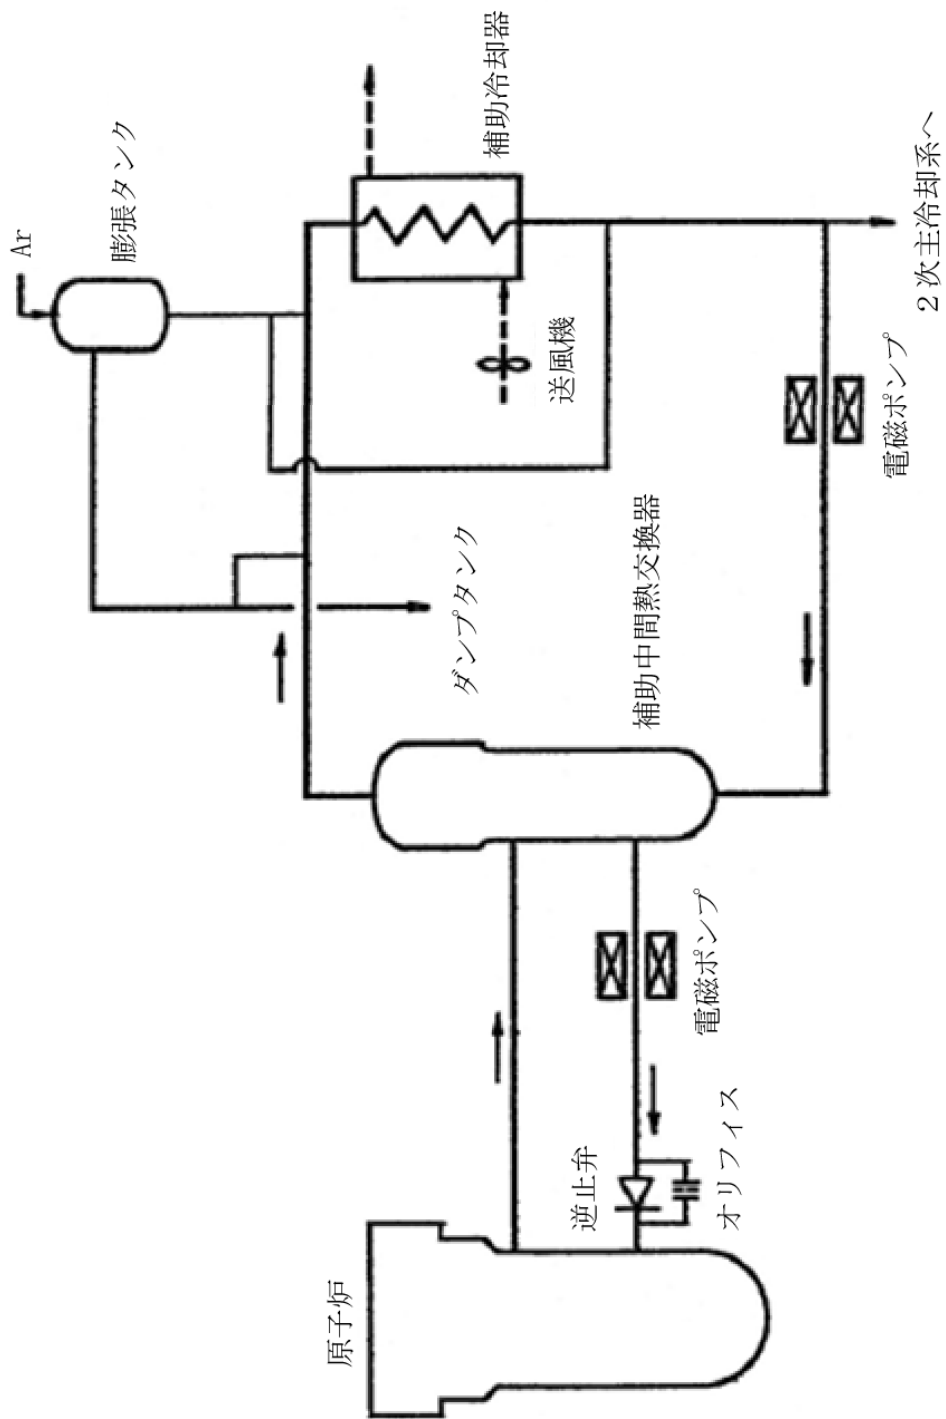 Ar
膨張タンク
補助冷却器
送風機
2次主冷却系へ
電磁ポンプ
ダンプタンク
補助中間熱交換器
電磁ポンプ
逆止弁
オリフィス
原子炉